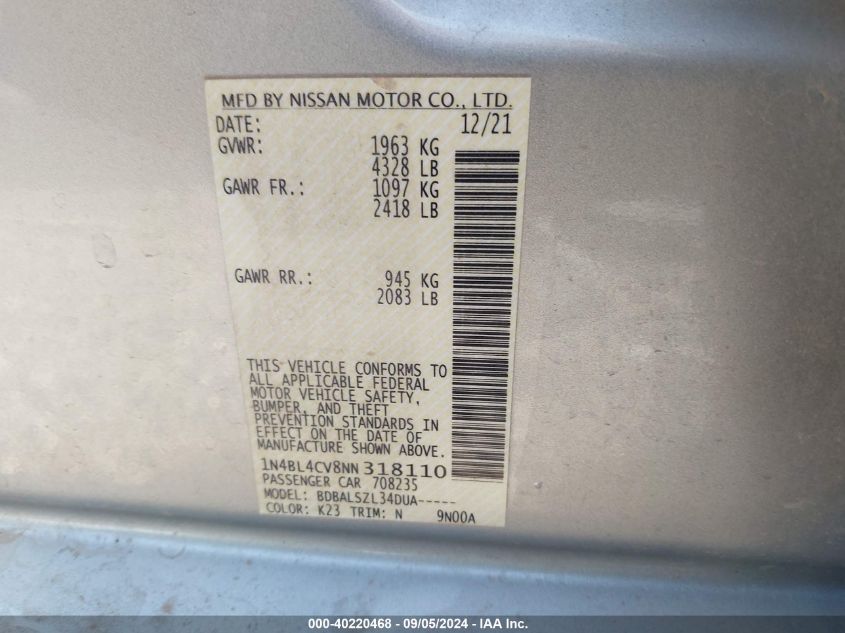 MFD BY NISSAN MOTOR CO., LTD.
DATE: 12/21
GVWR: 1963 KG
4328 LB
GAWR FR.: 1097 KG
2418 LB
GAWR RR.: 945 KG
2083 LB
THIS VEHICLE CONFORMS TO
ALL APPLICABLE FEDERAL
MOTOR VEHICLE SAFETY,
BUMPER, AND THEFT
PREVENTION STANDARDS IN
EFFECT ON THE DATE OF
MANUFACTURE SHOWN ABOVE.
1N4BL4CV8NN318110
PASSENGER CAR 708235
MODEL: BDBALSZL34DUA-----
COLOR: K23 TRIM: N 9N00A
000-40220468 - 09/05/2024 - IAA Inc.